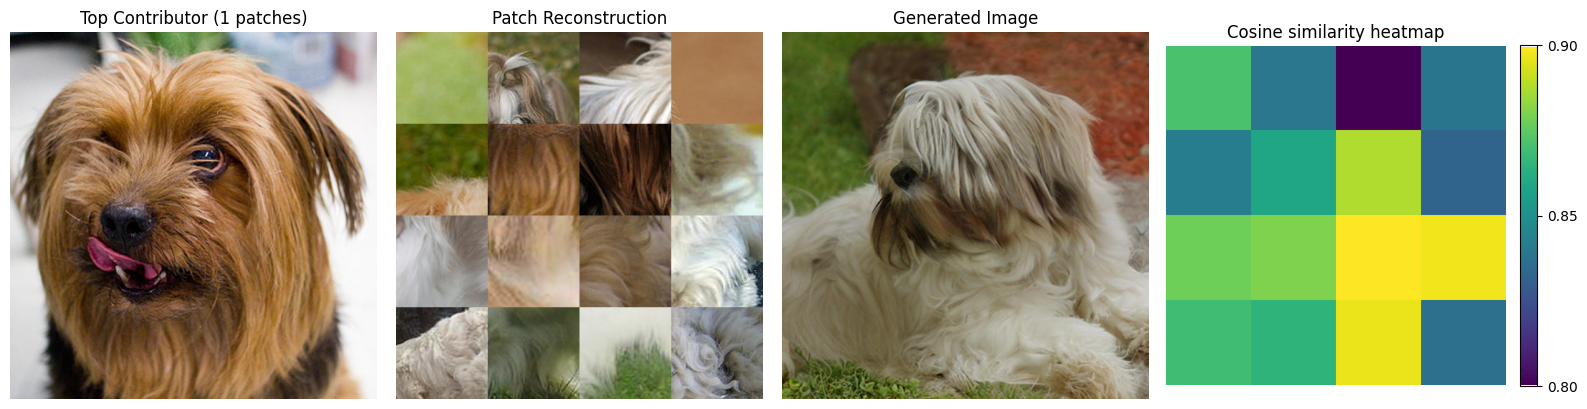 Top Contributor (1 patches)
Patch Reconstruction
Generated Image
Cosine similarity heatmap
0.90
0.85
0.80